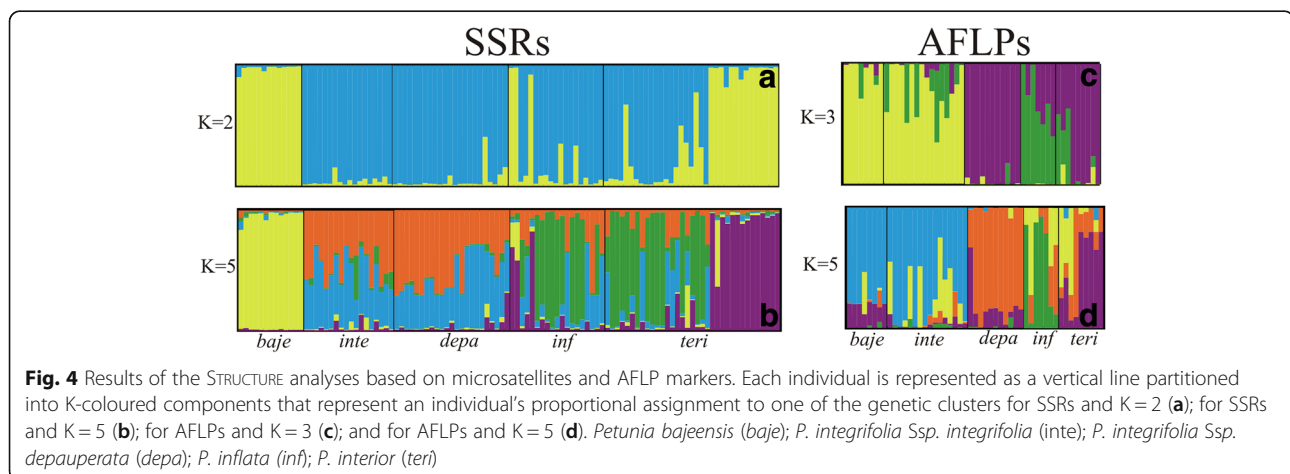 SSRs
AFLPs
K=2
a
K=3
c
K=5
b
K=5
d
baje inte depa inf teri
baje inte depa inf teri
Fig. 4 Results of the STRUCTURE analyses based on microsatellites and AFLP markers. Each individual is represented as a vertical line partitioned
into K-coloured components that represent an individual's proportional assignment to one of the genetic clusters for SSRs and K = 2 (a); for SSRs
and K = 5 (b); for AFLPs and K = 3 (c); and for AFLPs and K = 5 (d). Petunia bajeensis (baje); P. integrifolia Ssp. integrifolia (inte); P. integrifolia Ssp.
depauperata (depa); P. inflata (inf); P. interior (teri)